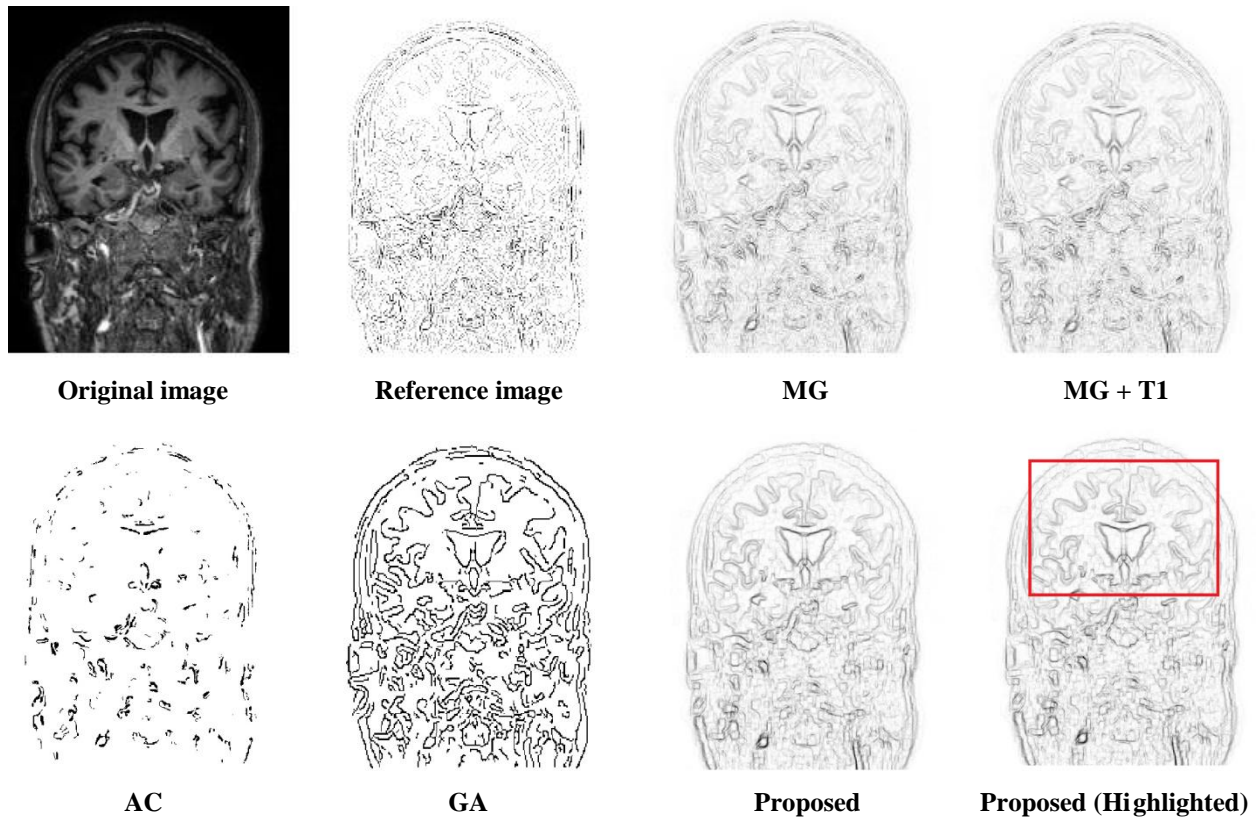 Original image
Reference image
MG
MG + T1
AC
GA
Proposed
Proposed (Highlighted)